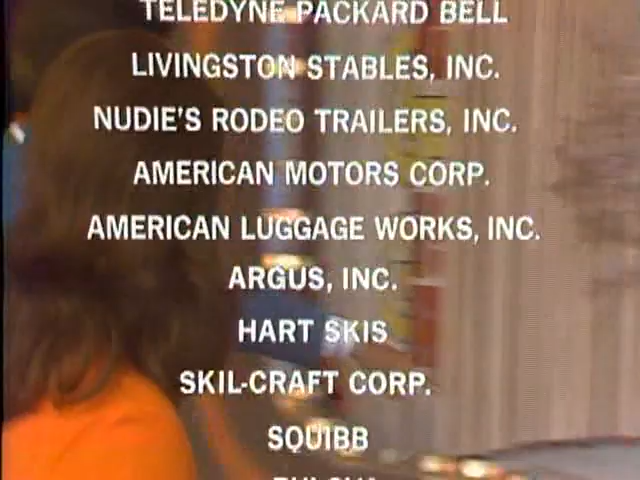 TELEDYNE PACKARD BELL
LIVINGSTON STABLES, INC.
NUDIE'S RODEO TRAILERS, INC.
AMERICAN MOTORS CORP.
AMERICAN LUGGAGE WORKS, INC.
ARGUS, INC.
HART SKIS
SKIL-CRAFT CORP.
SQUIBB